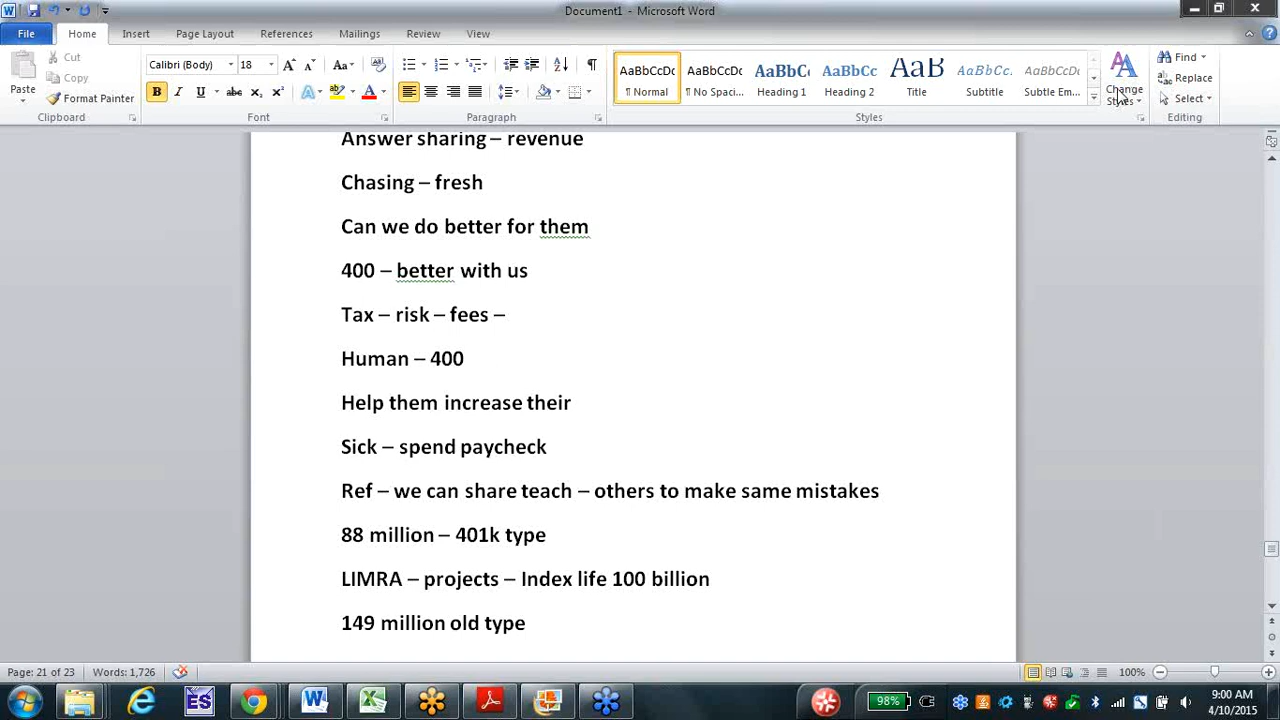 Document1 - Microsoft Word
File Home Insert Page Layout References Mailings Review View
Paste
Cut
Copy
Format Painter
Clipboard
Calibri (Body) 18
Font
Paragraph
AaBbCcDc AaBbCcDc AaBbC AaBbCc AaB AaBbCc. AaBbCcDc
¶ Normal ¶ No Spaci... Heading 1 Heading 2 Title Subtitle Subtle Em...
Change
Styles
Styles
Find
Replace
Select
Editing
Answer sharing – revenue
Chasing – fresh
Can we do better for them
400 – better with us
Tax – risk – fees –
Human – 400
Help them increase their
Sick – spend paycheck
Ref – we can share teach – others to make same mistakes
88 million – 401k type
LIMRA – projects – Index life 100 billion
149 million old type
Page: 21 of 23 Words: 1,726 100%
ES
98%
9:00 AM
4/10/2015